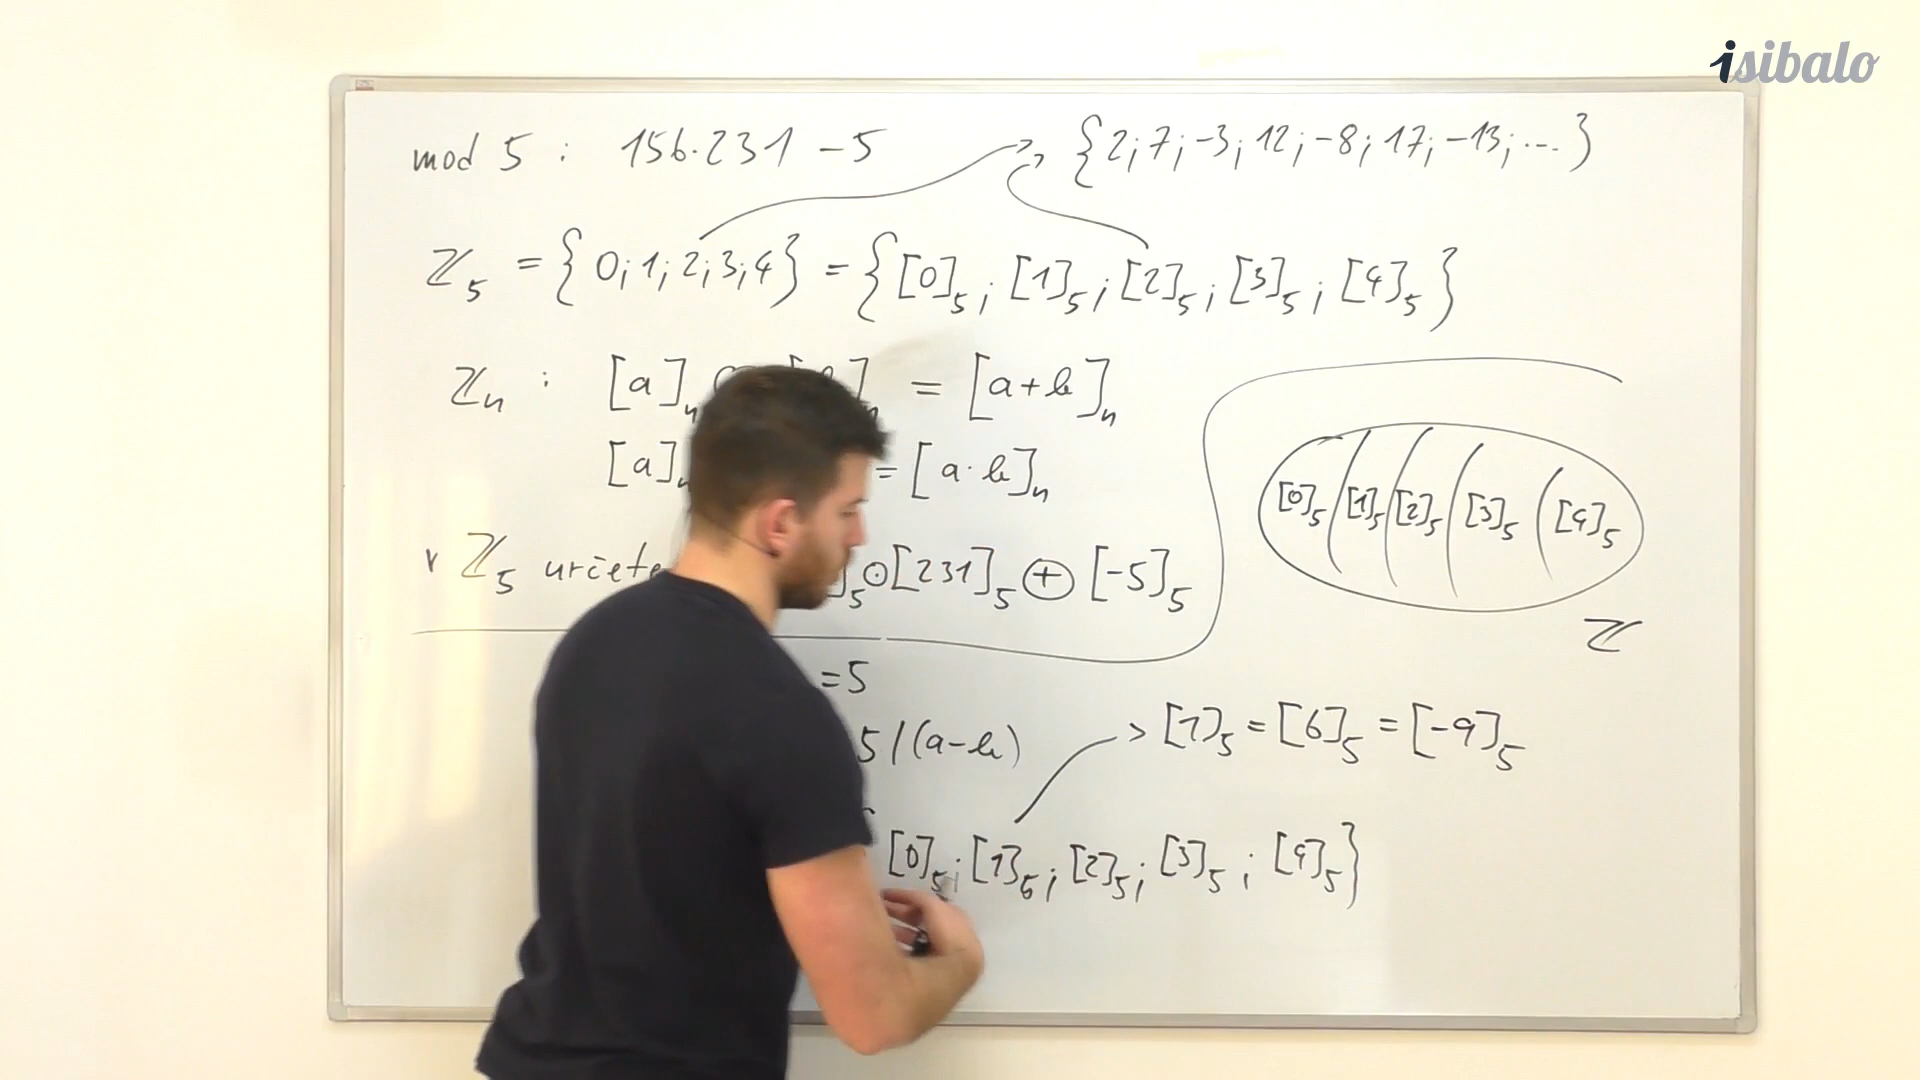 isibalo
mod 5 : 156·231 - 5
{2; 7; -3; 12; -8; 17; -13; ...}
ℤ₅ = {0; 1; 2; 3; 4} = {[0]₅; [1]₅; [2]₅; [3]₅; [4]₅}
ℤₙ : [a]ₙ ]ₙ = [a+b]ₙ
[a]ₙ = [a·b]ₙ
[0]₅ [1]₅ [2]₅ [3]₅ [4]₅
ℤ
v ℤ₅ určete ]₅ ⊙ [231]₅ ⊕ [-5]₅
=5
5/(a-b)
[1]₅ = [6]₅ = [-9]₅
[0]₅; [1]₅; [2]₅; [3]₅; [4]₅}